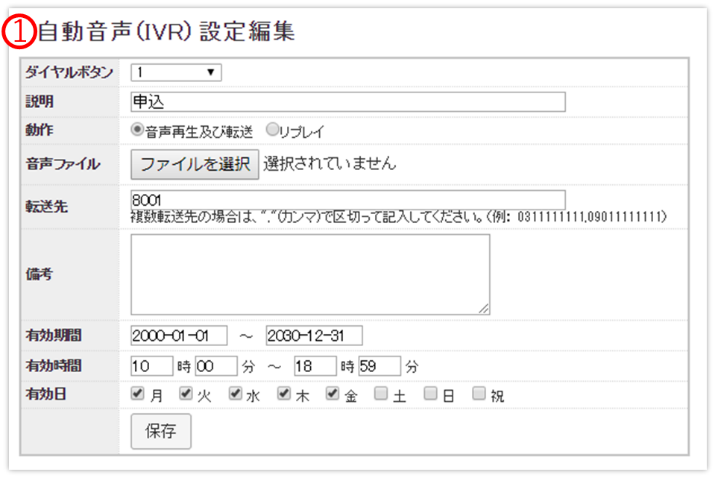 ① 自動音声(IVR) 設定編集
ダイヤルボタン 1
説明 申込
動作 音声再生及び転送 リプレイ
音声ファイル ファイルを選択 選択されていません
転送先 8001
複数転送先の場合は、","(カンマ)で区切って記入してください。(例: 0311111111,09011111111)
備考
有効期間 2000-01-01 ～ 2030-12-31
有効時間 10 時 00 分 ～ 18 時 59 分
有効日 月 火 水 木 金 土 日 祝
保存